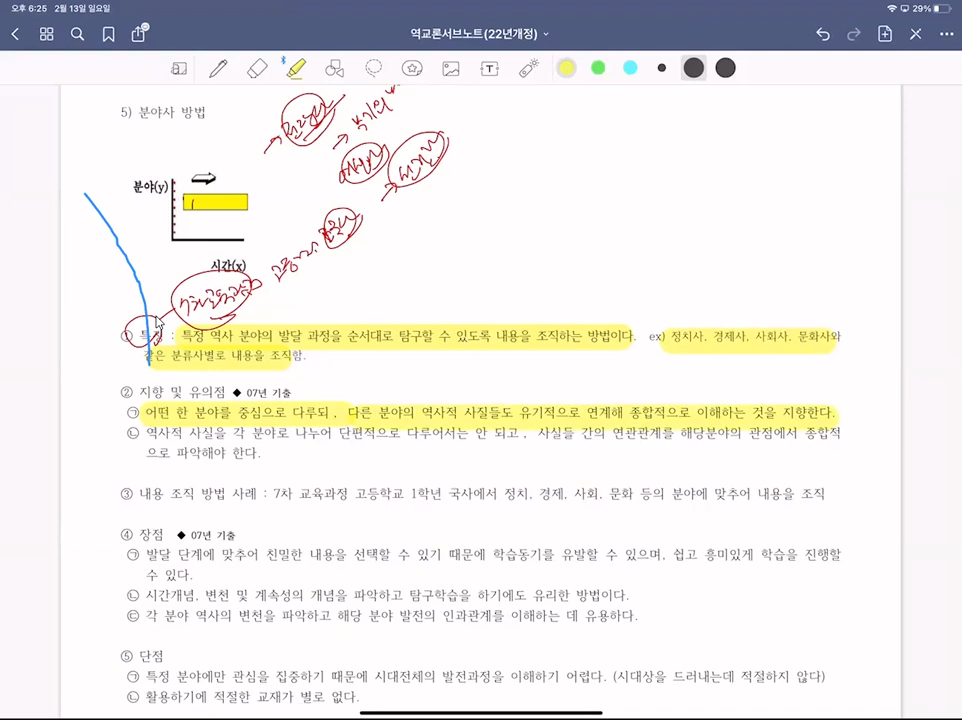 오후 6:25 2월 13일 일요일
29%
역교론서브노트(22년개정)
5) 분야사 방법
분야(y)
시간(x)
① 특징 : 특정 역사 분야의 발달 과정을 순서대로 탐구할 수 있도록 내용을 조직하는 방법이다. ex) 정치사, 경제사, 사회사, 문화사와
같은 분류사별로 내용을 조직함.
② 지향 및 유의점 ◆ 07년 기출
㉠ 어떤 한 분야를 중심으로 다루되, 다른 분야의 역사적 사실들도 유기적으로 연계해 종합적으로 이해하는 것을 지향한다.
㉡ 역사적 사실을 각 분야로 나누어 단편적으로 다루어서는 안 되고, 사실들 간의 연관관계를 해당분야의 관점에서 종합적
으로 파악해야 한다.
③ 내용 조직 방법 사례 : 7차 교육과정 고등학교 1학년 국사에서 정치, 경제, 사회, 문화 등의 분야에 맞추어 내용을 조직
④ 장점 ◆ 07년 기출
㉠ 발달 단계에 맞추어 친밀한 내용을 선택할 수 있기 때문에 학습동기를 유발할 수 있으며, 쉽고 흥미있게 학습을 진행할
수 있다.
㉡ 시간개념, 변천 및 계속성의 개념을 파악하고 탐구학습을 하기에도 유리한 방법이다.
㉢ 각 분야 역사의 변천을 파악하고 해당 분야 발전의 인과관계를 이해하는 데 유용하다.
⑤ 단점
㉠ 특정 분야에만 관심을 집중하기 때문에 시대전체의 발전과정을 이해하기 어렵다. (시대상을 드러내는데 적절하지 않다)
㉡ 활용하기에 적절한 교재가 별로 없다.